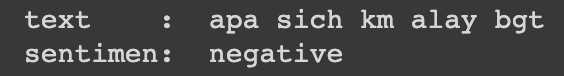 text     :  apa sich km alay bgt
sentimen:  negative